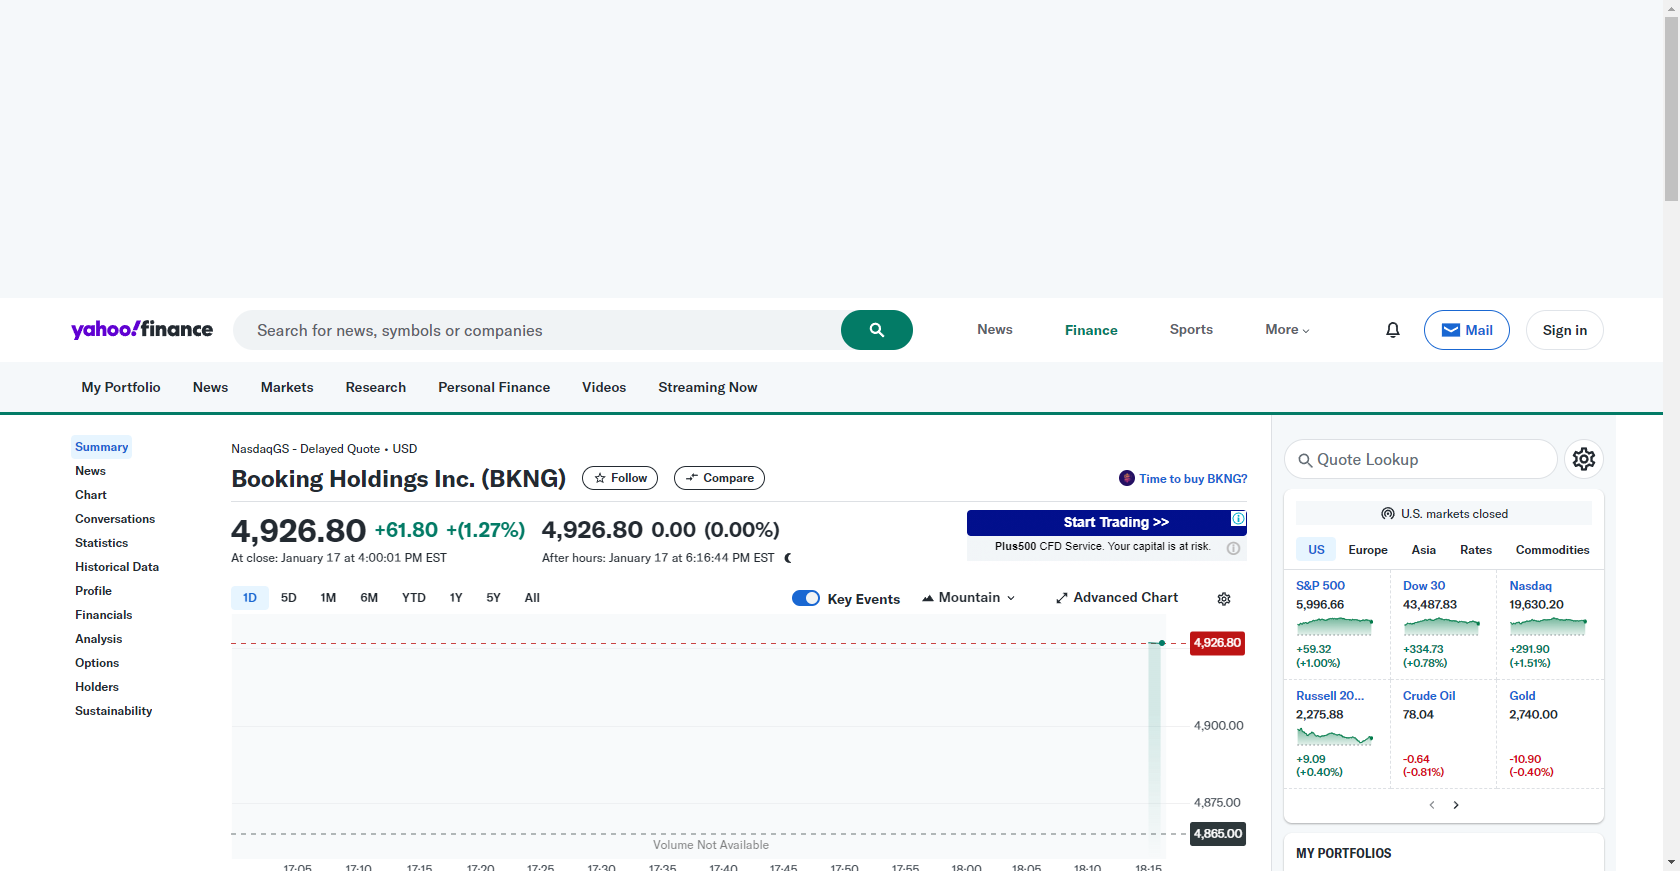 yahoo!finance
Search for news, symbols or companies
News
Finance
Sports
More
Mail
Sign in
My Portfolio
News
Markets
Research
Personal Finance
Videos
Streaming Now
Summary
News
Chart
Conversations
Statistics
Historical Data
Profile
Financials
Analysis
Options
Holders
Sustainability
NasdaqGS - Delayed Quote • USD
Booking Holdings Inc. (BKNG)
Follow
Compare
Time to buy BKNG?
4,926.80 +61.80 +(1.27%)
At close: January 17 at 4:00:01 PM EST
4,926.80 0.00 (0.00%)
After hours: January 17 at 6:16:44 PM EST
Start Trading >>
Plus500 CFD Service. Your capital is at risk.
1D
5D
1M
6M
YTD
1Y
5Y
All
Key Events
Mountain
Advanced Chart
4,926.80
4,900.00
4,875.00
4,865.00
Volume Not Available
17:05
17:10
17:15
17:20
17:25
17:30
17:35
17:40
17:45
17:50
17:55
18:00
18:05
18:10
18:15
Quote Lookup
U.S. markets closed
US
Europe
Asia
Rates
Commodities
S&P 500
5,996.66
+59.32
(+1.00%)
Dow 30
43,487.83
+334.73
(+0.78%)
Nasdaq
19,630.20
+291.90
(+1.51%)
Russell 20...
2,275.88
+9.09
(+0.40%)
Crude Oil
78.04
-0.64
(-0.81%)
Gold
2,740.00
-10.90
(-0.40%)
MY PORTFOLIOS